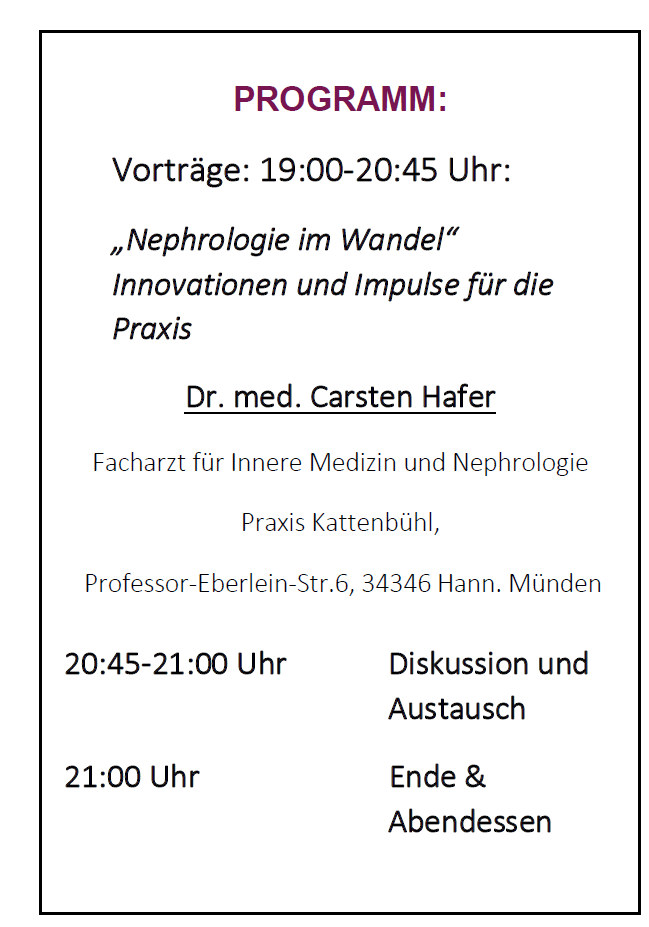 PROGRAMM:
Vorträge: 19:00-20:45 Uhr:
„Nephrologie im Wandel“
Innovationen und Impulse für die
Praxis
Dr. med. Carsten Hafer
Facharzt für Innere Medizin und Nephrologie
Praxis Kattenbühl,
Professor-Eberlein-Str.6, 34346 Hann. Münden
20:45-21:00 Uhr Diskussion und
Austausch
21:00 Uhr Ende &
Abendessen